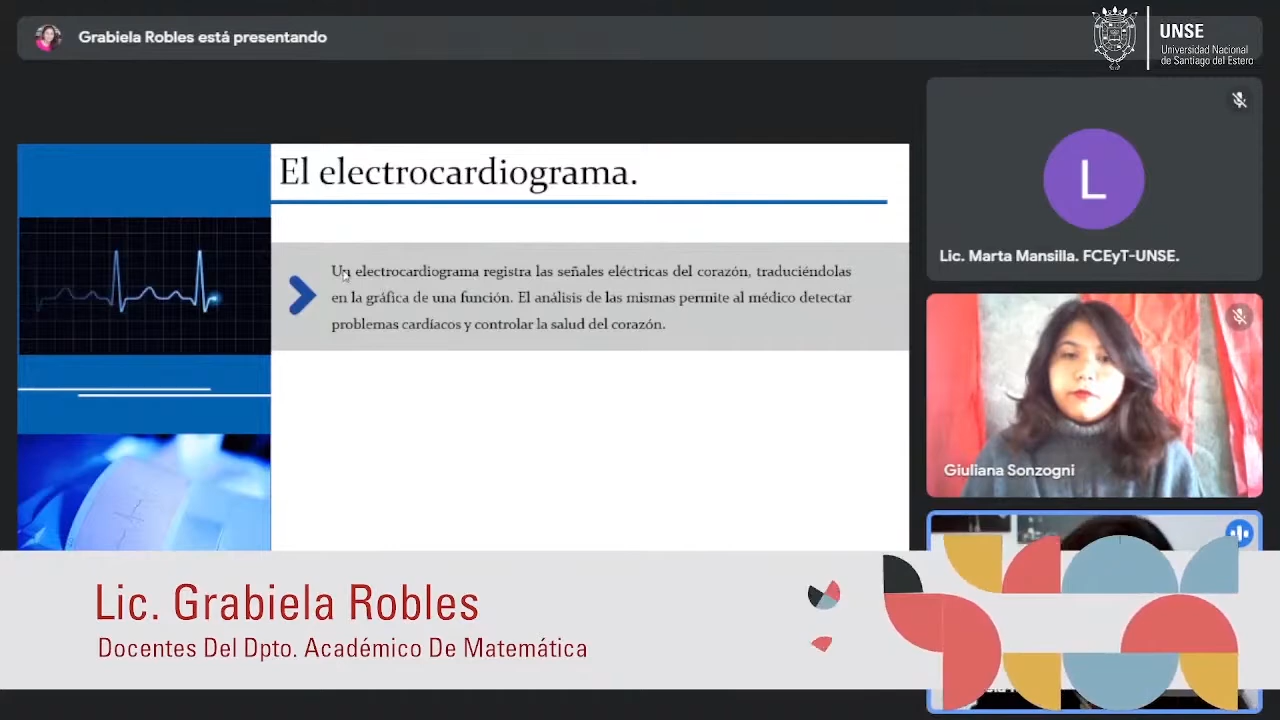 Grabiela Robles está presentando
UNSE
Universidad Nacional
de Santiago del Estero
El electrocardiograma.
Un electrocardiograma registra las señales eléctricas del corazón, traduciéndolas
en la gráfica de una función. El análisis de las mismas permite al médico detectar
problemas cardíacos y controlar la salud del corazón.
L
Lic. Marta Mansilla. FCEyT-UNSE.
Giuliana Sonzogni
Lic. Grabiela Robles
Docentes Del Dpto. Académico De Matemática